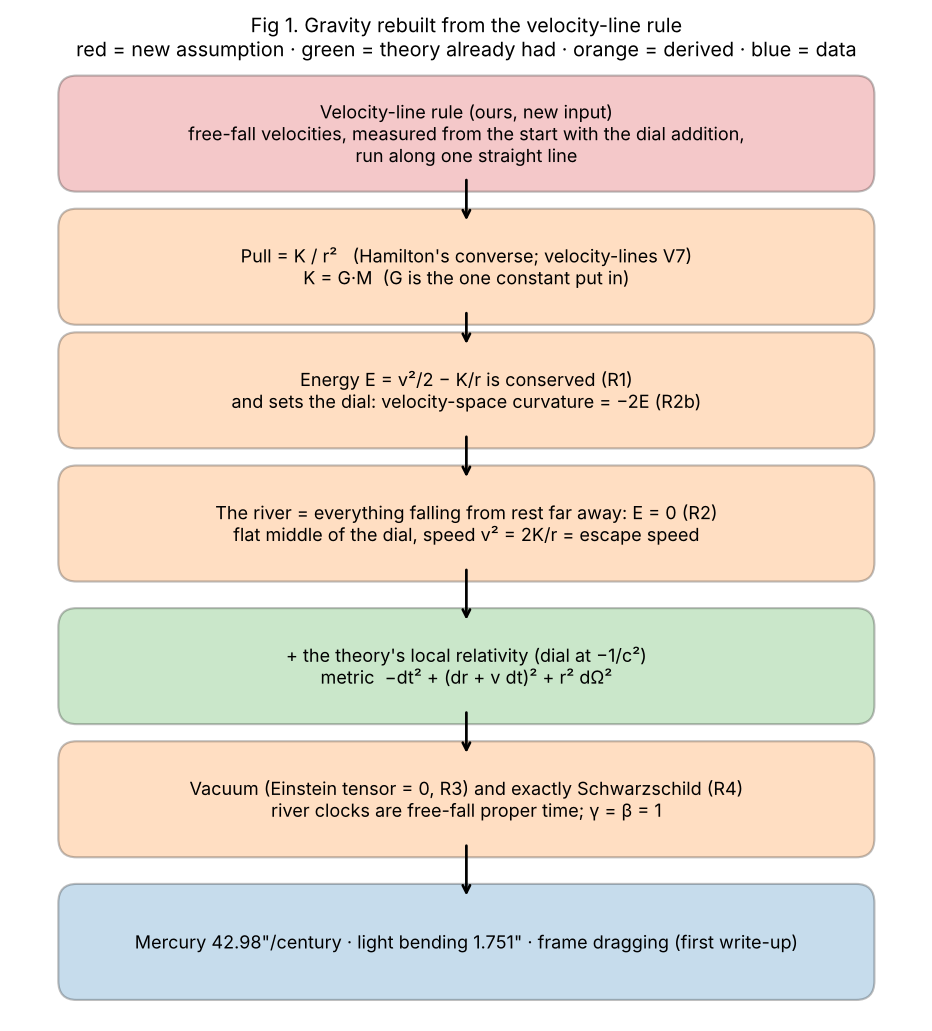 Fig 1. Gravity rebuilt from the velocity-line rule
red = new assumption · green = theory already had · orange = derived · blue = data
Velocity-line rule (ours, new input)
free-fall velocities, measured from the start with the dial addition,
run along one straight line
Pull = K / r²   (Hamilton's converse; velocity-lines V7)
K = G·M  (G is the one constant put in)
Energy E = v²/2 − K/r is conserved (R1)
and sets the dial: velocity-space curvature = −2E (R2b)
The river = everything falling from rest far away: E = 0 (R2)
flat middle of the dial, speed v² = 2K/r = escape speed
+ the theory's local relativity (dial at −1/c²)
metric  −dt² + (dr + v dt)² + r² dΩ²
Vacuum (Einstein tensor = 0, R3) and exactly Schwarzschild (R4)
river clocks are free-fall proper time; γ = β = 1
Mercury 42.98"/century · light bending 1.751" · frame dragging (first write-up)